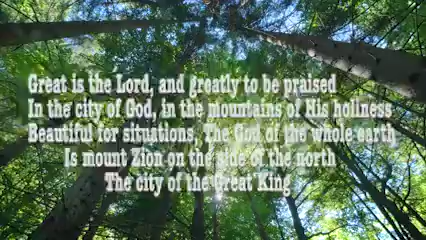 Great is the Lord, and greatly to be praised
In the city of God, in the mountains of His holiness
Beautiful for situations, The God of the whole earth
Is mount Zion on the side of the north
The city of the Great King